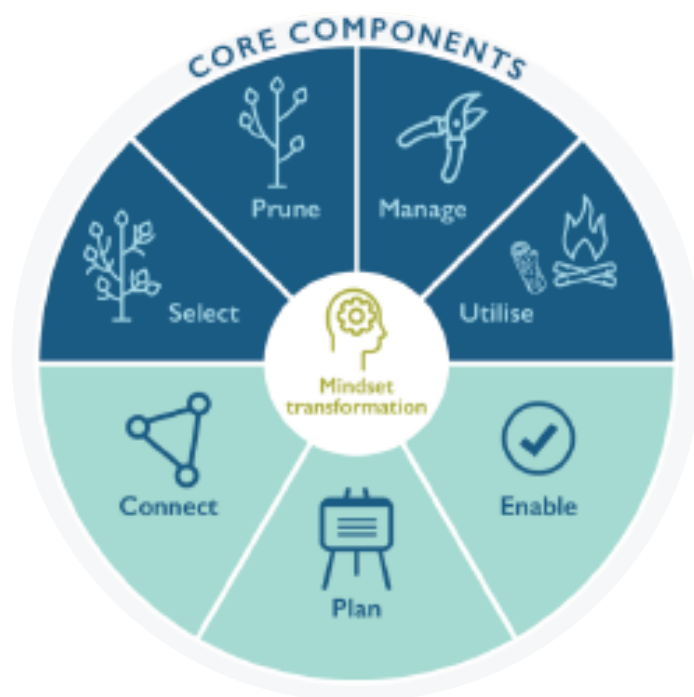 CORE COMPONENTS
Prune
Manage
Select
Utilise
Mindset
transformation
Connect
Enable
Plan